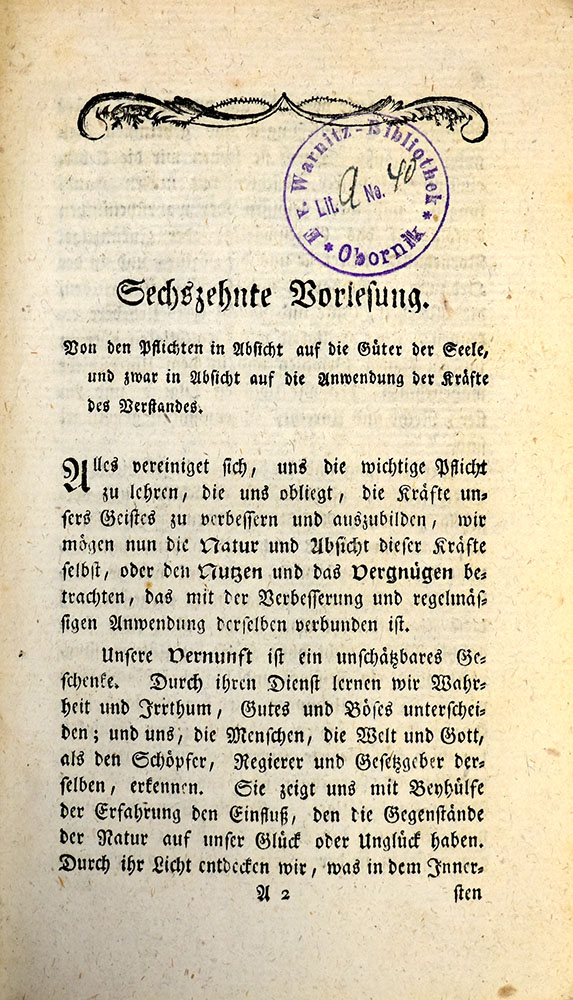 E. F. Warnitz-Bibliothek
Lit. A No. 40
* Obornik *
Sechszehnte Vorlesung.
Von den Pflichten in Absicht auf die Güter der Seele,
und zwar in Absicht auf die Anwendung der Kräfte
des Verstandes.
Alles vereiniget sich, uns die wichtige Pflicht
zu lehren, die uns obliegt, die Kräfte un-
sers Geistes zu verbessern und auszubilden, wir
mögen nun die Natur und Absicht dieser Kräfte
selbst, oder den Nutzen und das Vergnügen be-
trachten, das mit der Verbesserung und regelmäs-
sigen Anwendung derselben verbunden ist.
Unsere Vernunft ist ein unschätzbares Ge-
schenke. Durch ihren Dienst lernen wir Wahr-
heit und Irrthum, Gutes und Böses unterschei-
den; und uns, die Menschen, die Welt und Gott,
als den Schöpfer, Regierer und Gesetzgeber der-
selben, erkennen. Sie zeigt uns mit Beyhülfe
der Erfahrung den Einfluß, den die Gegenstände
der Natur auf unser Glück oder Unglück haben.
Durch ihr Licht entdecken wir, was in dem Inner-
A 2 sten